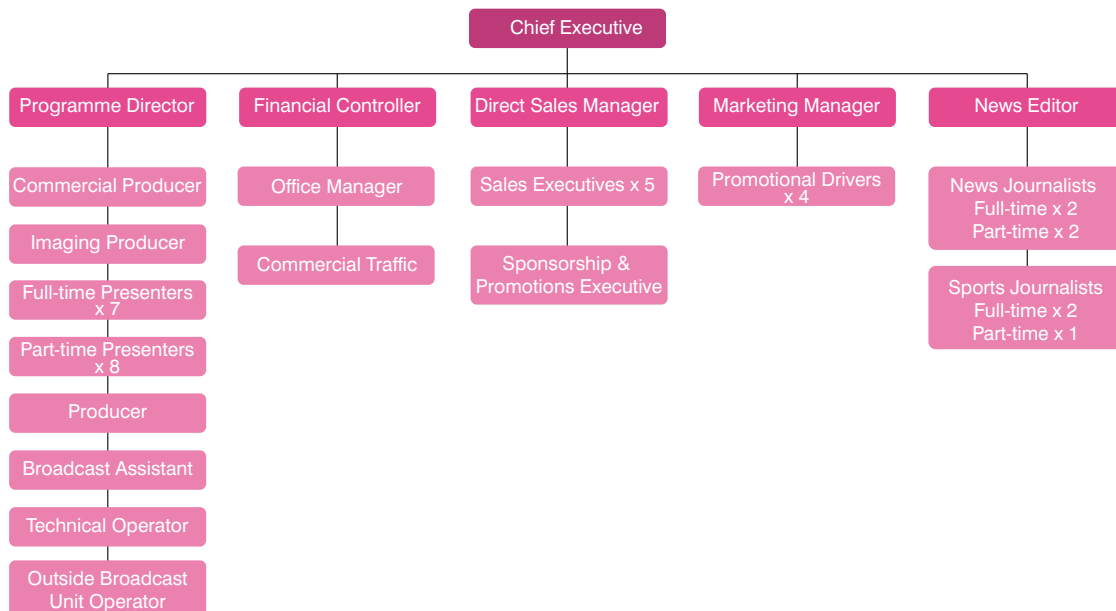 Chief Executive
Programme Director
Financial Controller
Direct Sales Manager
Marketing Manager
News Editor
Commercial Producer
Imaging Producer
Full-time Presenters
x 7
Part-time Presenters
x 8
Producer
Broadcast Assistant
Technical Operator
Outside Broadcast
Unit Operator
Office Manager
Commercial Traffic
Sales Executives x 5
Sponsorship &
Promotions Executive
Promotional Drivers
x 4
News Journalists
Full-time x 2
Part-time x 2
Sports Journalists
Full-time x 2
Part-time x 1